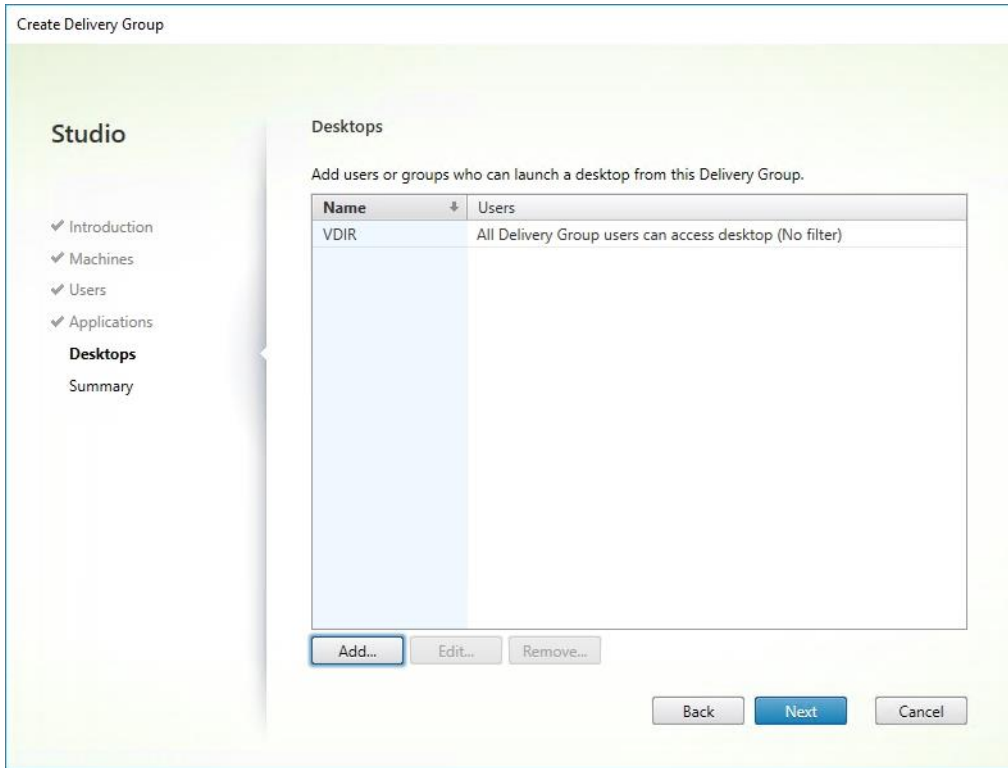 Create Delivery Group
Studio
Introduction
Machines
Users
Applications
Desktops
Summary
Desktops
Add users or groups who can launch a desktop from this Delivery Group.
Name Users
VDIR All Delivery Group users can access desktop (No filter)
Add... Edit... Remove...
Back Next Cancel